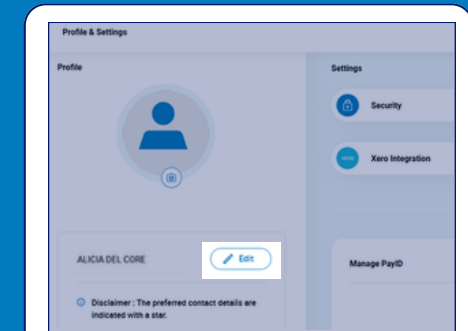 Profile & Settings
Profile
ALICIA DEL CORE
Edit
Disclaimer : The preferred contact details are
indicated with a star.
Settings
Security
Xero Integration
Manage PayID